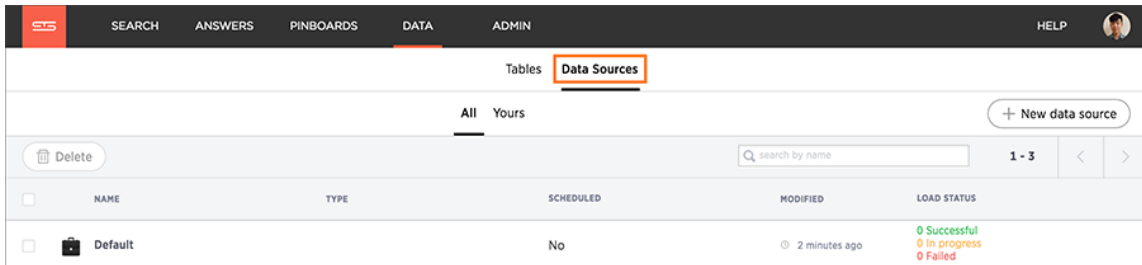 SEARCH ANSWERS PINBOARDS DATA ADMIN HELP
Tables Data Sources
All Yours + New data source
Delete search by name 1 - 3 < >
NAME TYPE SCHEDULED MODIFIED LOAD STATUS
Default No 2 minutes ago 0 Successful
0 In progress
0 Failed